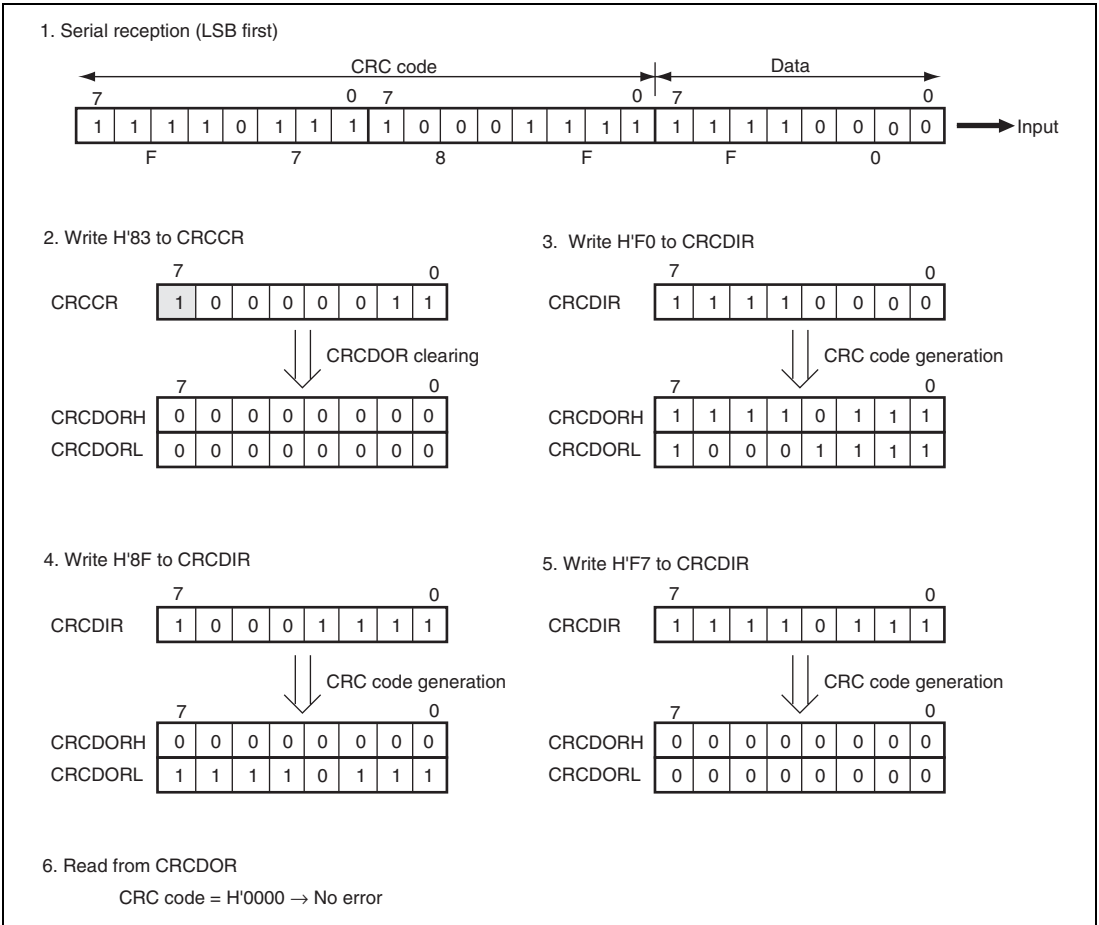 1. Serial reception (LSB first)
CRC code Data
7 0 7 0 7 0
1 1 1 1 0 1 1 1 1 0 0 0 1 1 1 1 1 1 1 1 0 0 0 0 Input
F 7 8 F F 0
2. Write H'83 to CRCCR
7 0
CRCCR 1 0 0 0 0 0 1 1
CRCDOR clearing
7 0
CRCDORH 0 0 0 0 0 0 0 0
CRCDORL 0 0 0 0 0 0 0 0
3. Write H'F0 to CRCDIR
7 0
CRCDIR 1 1 1 1 0 0 0 0
CRC code generation
7 0
CRCDORH 1 1 1 1 0 1 1 1
CRCDORL 1 0 0 0 1 1 1 1
4. Write H'8F to CRCDIR
7 0
CRCDIR 1 0 0 0 1 1 1 1
CRC code generation
7 0
CRCDORH 0 0 0 0 0 0 0 0
CRCDORL 1 1 1 1 0 1 1 1
5. Write H'F7 to CRCDIR
7 0
CRCDIR 1 1 1 1 0 1 1 1
CRC code generation
7 0
CRCDORH 0 0 0 0 0 0 0 0
CRCDORL 0 0 0 0 0 0 0 0
6. Read from CRCDOR
CRC code = H'0000 → No error